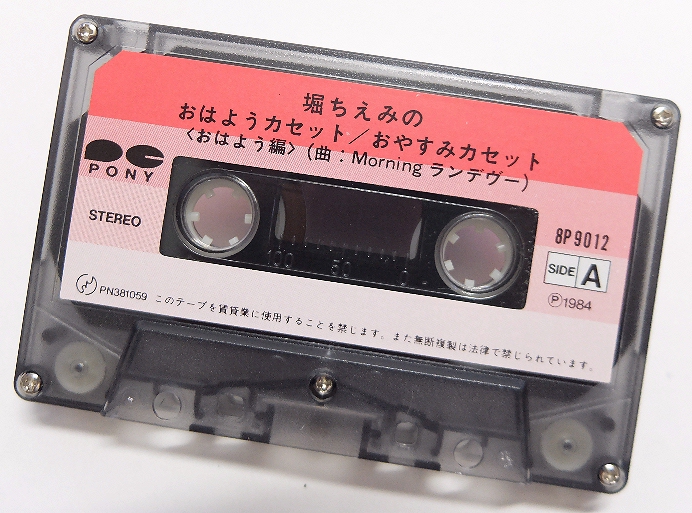 堀ちえみの
おはようカセット／おやすみカセット
〈おはよう編〉(曲：Morning ランデヴー)
PONY
STEREO
8P9012
SIDE A
100 50 0
Ⓟ1984
PN381059 このテープを賃貸業に使用することを禁じます。また無断複製は法律で禁じられています。